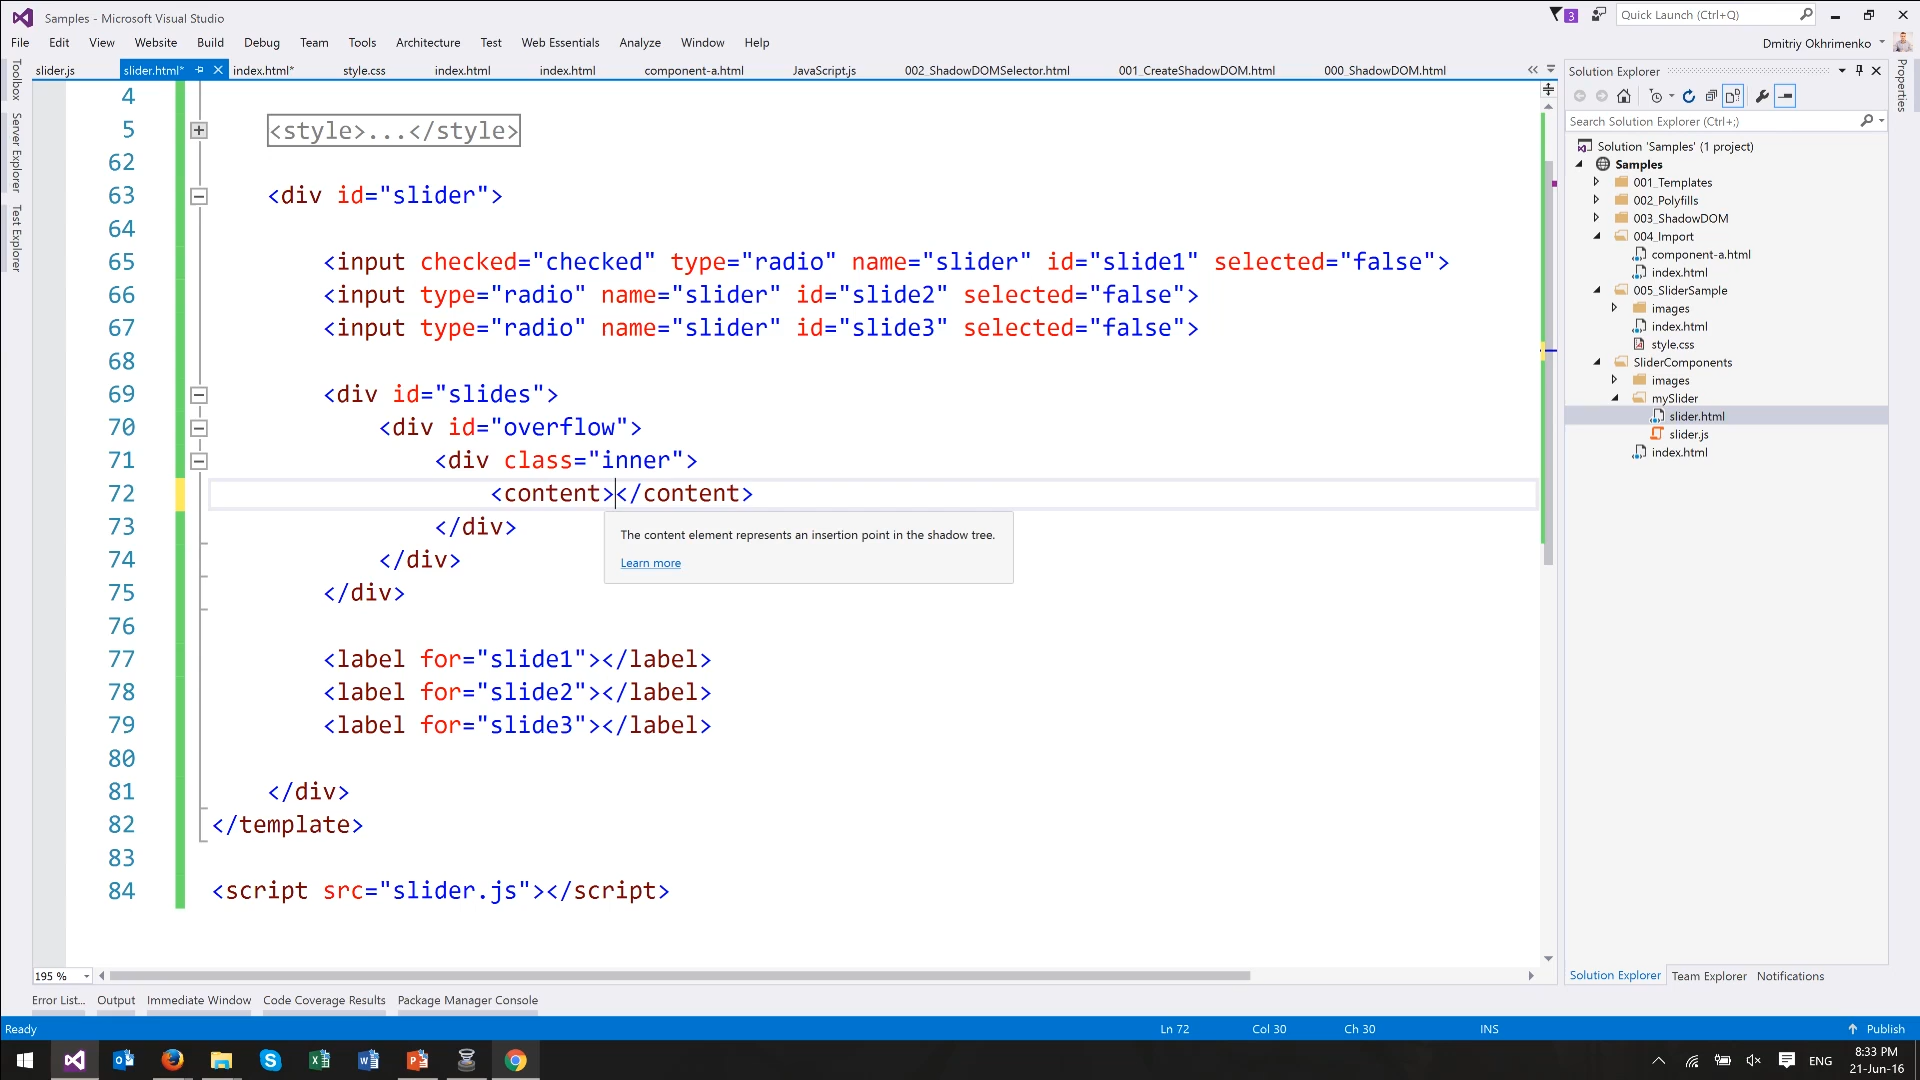 Samples - Microsoft Visual Studio
3
Quick Launch (Ctrl+Q)
File Edit View Website Build Debug Team Tools Architecture Test Web Essentials Analyze Window Help
Dmitriy Okhrimenko
slider.js slider.html* index.html* style.css index.html index.html component-a.html JavaScript.js 002_ShadowDOMSelector.html 001_CreateShadowDOM.html 000_ShadowDOM.html
Toolbox
Server Explorer
Test Explorer
4
5 <style>...</style>
62
63 <div id="slider">
64
65 <input checked="checked" type="radio" name="slider" id="slide1" selected="false">
66 <input type="radio" name="slider" id="slide2" selected="false">
67 <input type="radio" name="slider" id="slide3" selected="false">
68
69 <div id="slides">
70 <div id="overflow">
71 <div class="inner">
72 <content></content>
73 </div>
The content element represents an insertion point in the shadow tree.
Learn more
74 </div>
75 </div>
76
77 <label for="slide1"></label>
78 <label for="slide2"></label>
79 <label for="slide3"></label>
80
81 </div>
82 </template>
83
84 <script src="slider.js"></script>
195 %
Solution Explorer
Search Solution Explorer (Ctrl+;)
Solution 'Samples' (1 project)
Samples
001_Templates
002_Polyfills
003_ShadowDOM
004_Import
component-a.html
index.html
005_SliderSample
images
index.html
style.css
SliderComponents
images
mySlider
slider.html
slider.js
index.html
Solution Explorer Team Explorer Notifications
Properties
Error List... Output Immediate Window Code Coverage Results Package Manager Console
Ready Ln 72 Col 30 Ch 30 INS Publish
ENG
8:33 PM
21-Jun-16